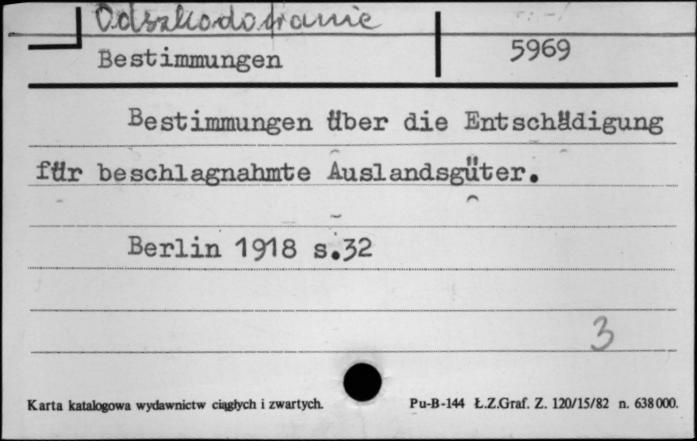 Odszkodowanie
Bestimmungen 5969
Bestimmungen über die Entschädigung
für beschlagnahmte Auslandsgüter.
Berlin 1918 s.32
3
Karta katalogowa wydawnictw ciągłych i zwartych. Pu-B-144 Ł.Z.Graf. Z. 120/15/82 n. 638000.